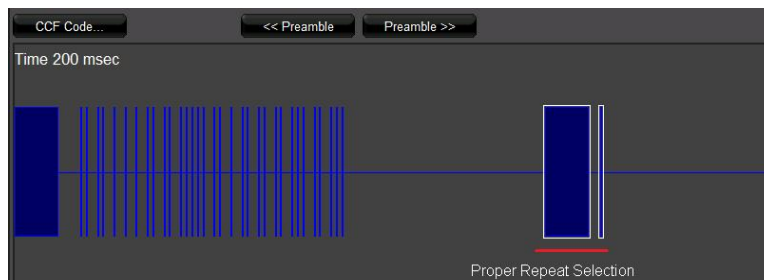 CCF Code...
<< Preamble
Preamble >>
Time 200 msec
Proper Repeat Selection